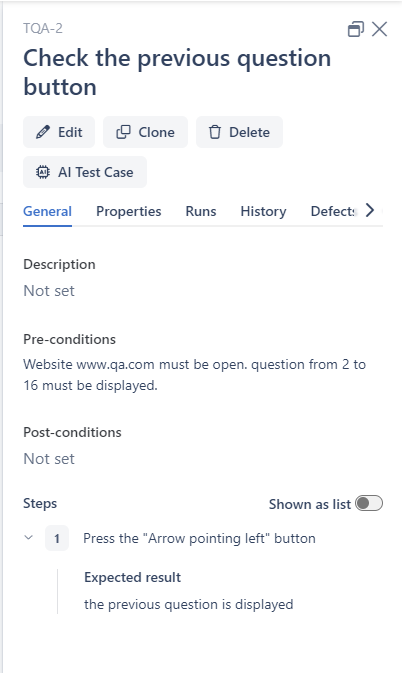 TQA-2
Check the previous question
button
Edit
Clone
Delete
AI Test Case
General Properties Runs History Defects
Description
Not set
Pre-conditions
Website www.qa.com must be open. question from 2 to
16 must be displayed.
Post-conditions
Not set
Steps
Shown as list
1 Press the "Arrow pointing left" button
Expected result
the previous question is displayed